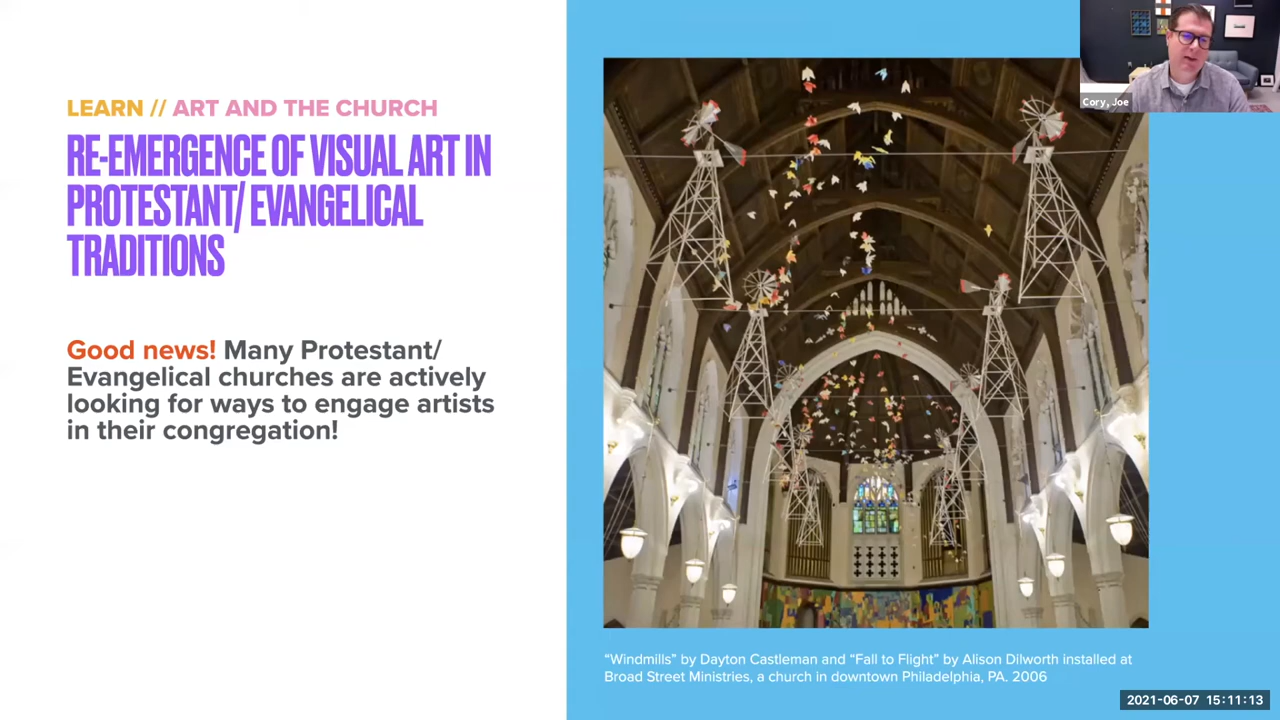 LEARN // ART AND THE CHURCH
RE-EMERGENCE OF VISUAL ART IN
PROTESTANT/ EVANGELICAL
TRADITIONS
Good news! Many Protestant/
Evangelical churches are actively
looking for ways to engage artists
in their congregation!
Cory, Joe
“Windmills” by Dayton Castleman and “Fall to Flight” by Alison Dilworth installed at
Broad Street Ministries, a church in downtown Philadelphia, PA. 2006
2021-06-07 15:11:13